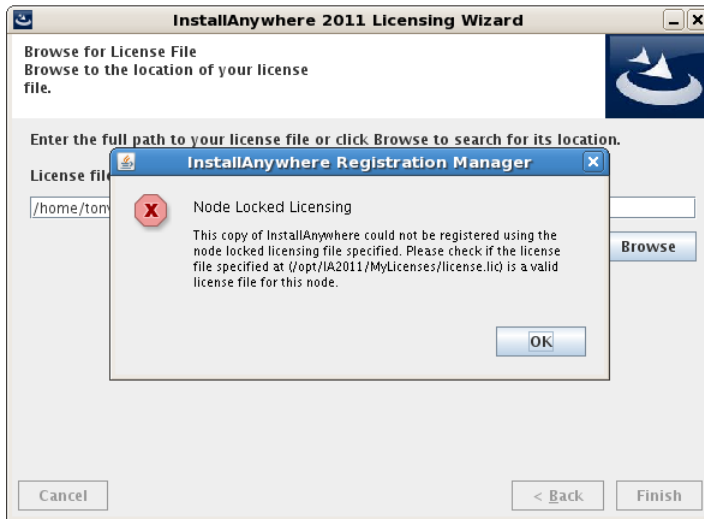 InstallAnywhere 2011 Licensing Wizard
Browse for License File
Browse to the location of your license
file.
Enter the full path to your license file or click Browse to search for its location.
License file
InstallAnywhere Registration Manager
/home/tony
Node Locked Licensing
This copy of InstallAnywhere could not be registered using the
node locked licensing file specified. Please check if the license
file specified at (/opt/IA2011/MyLicenses/license.lic) is a valid
license file for this node.
Browse
OK
Cancel
< Back
Finish